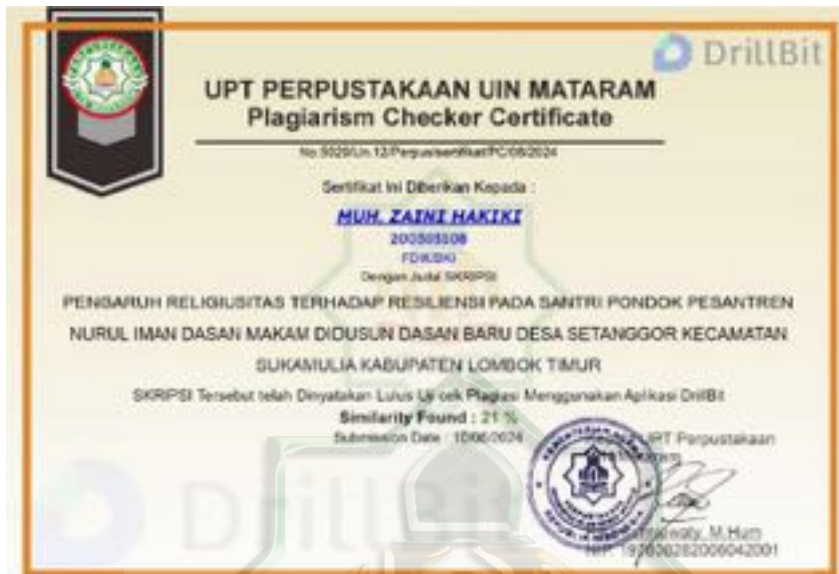 DrillBit
UPT PERPUSTAKAAN UIN MATARAM
Plagiarism Checker Certificate
Sertifikat Ini Diberikan Kepada :
MUH. ZAINI HAKIKI
FDIK/BKI
Dengan Judul SKRIPSI
PENGARUH RELIGIUSITAS TERHADAP RESILIENSI PADA SANTRI PONDOK PESANTREN
NURUL IMAN DASAN MAKAM DIDUSUN DASAN BARU DESA SETANGGOR KECAMATAN
SUKAMULIA KABUPATEN LOMBOK TIMUR
SKRIPSI Tersebut telah Dinyatakan Lulus Uji cek Plagiasi Menggunakan Aplikasi DrillBit
Similarity Found : 21 %
Submission Date :
UPT Perpustakaan
M.Hum
DrillBit